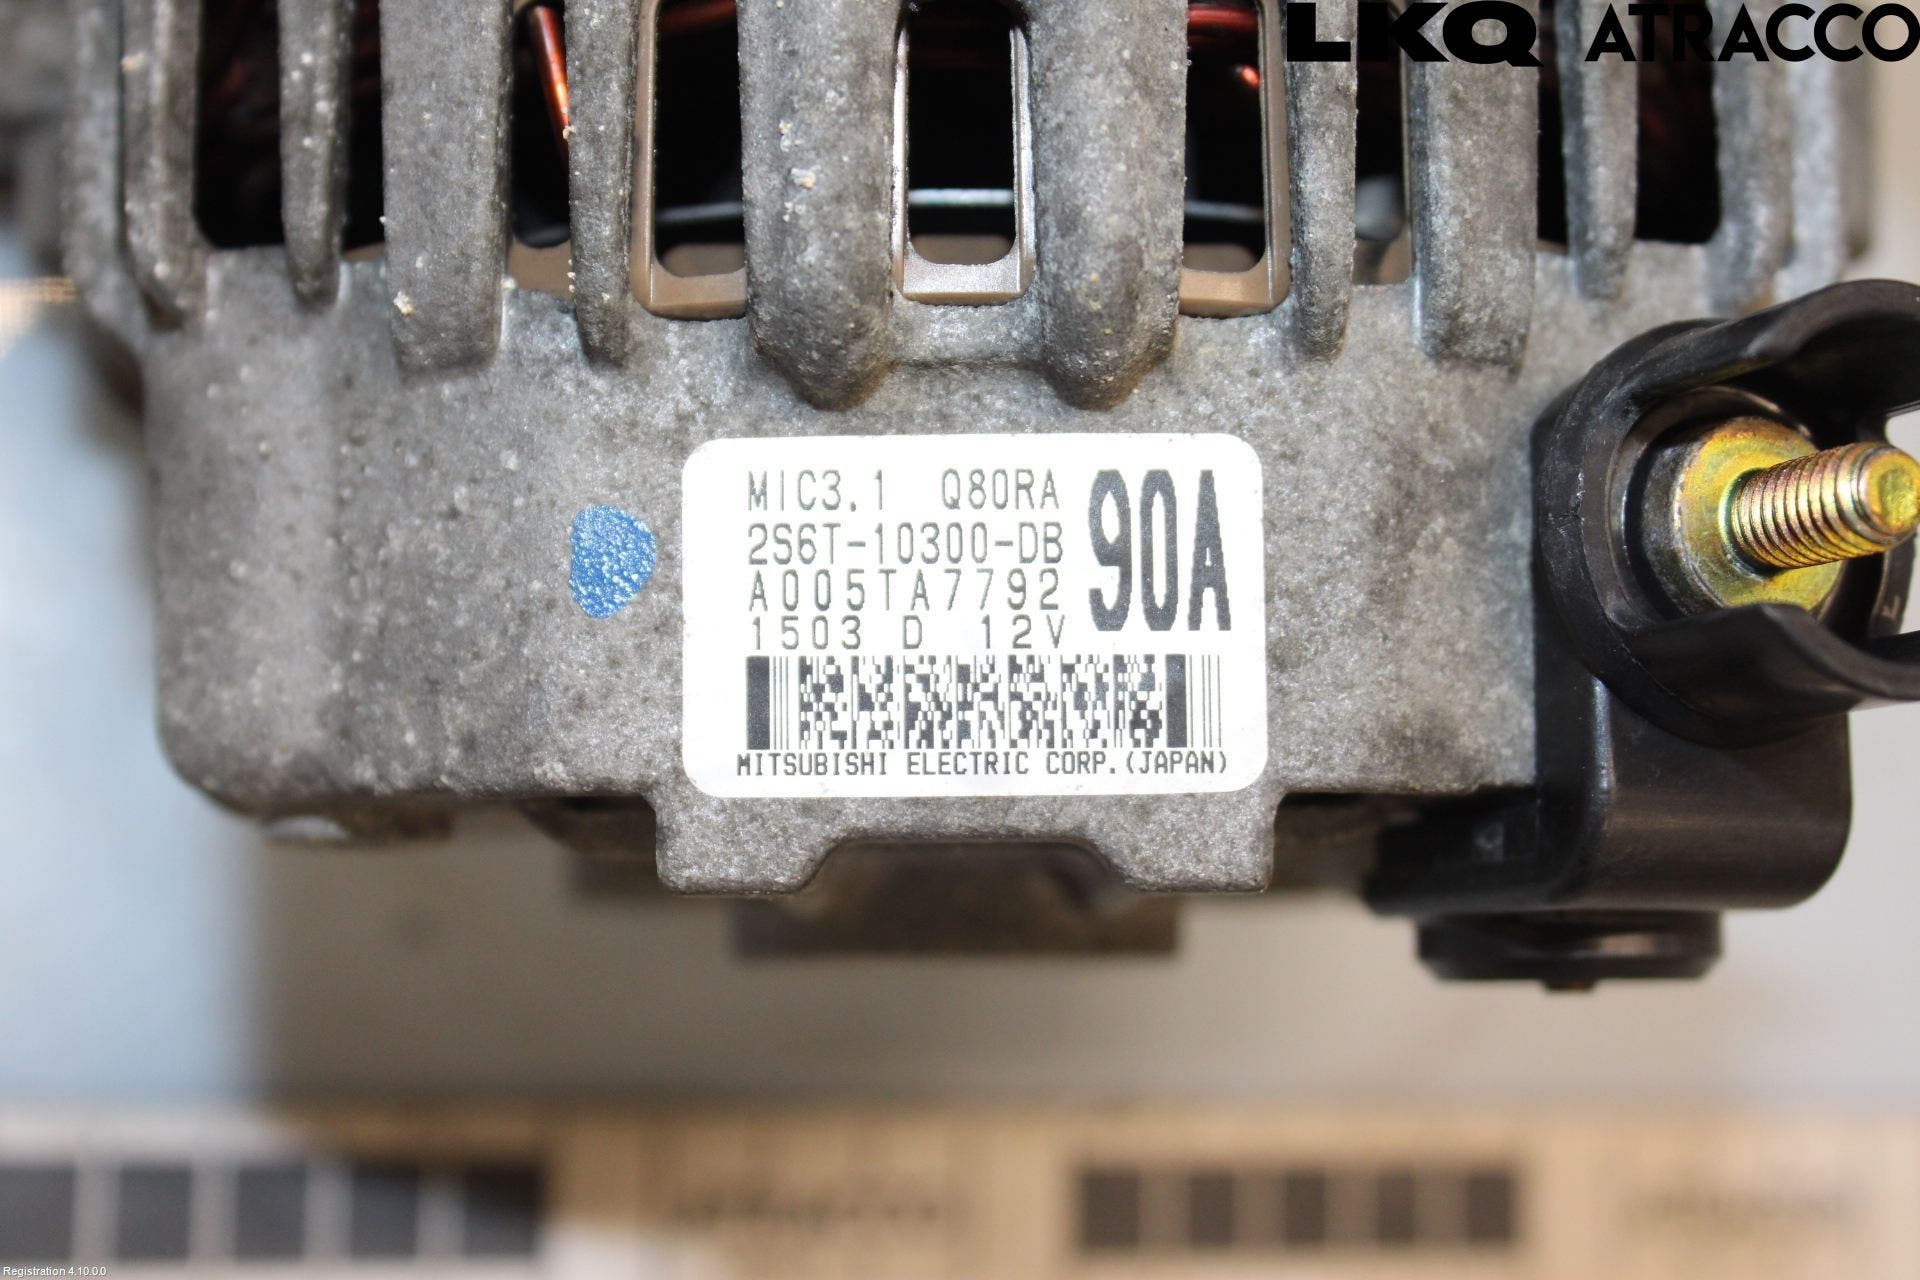 LKQ ATRACCO
MIC3.1 Q80RA
2S6T-10300-DB
A005TA7792
1503 D 12V
90A
MITSUBISHI ELECTRIC CORP.(JAPAN)
Registration 4.10.0.0